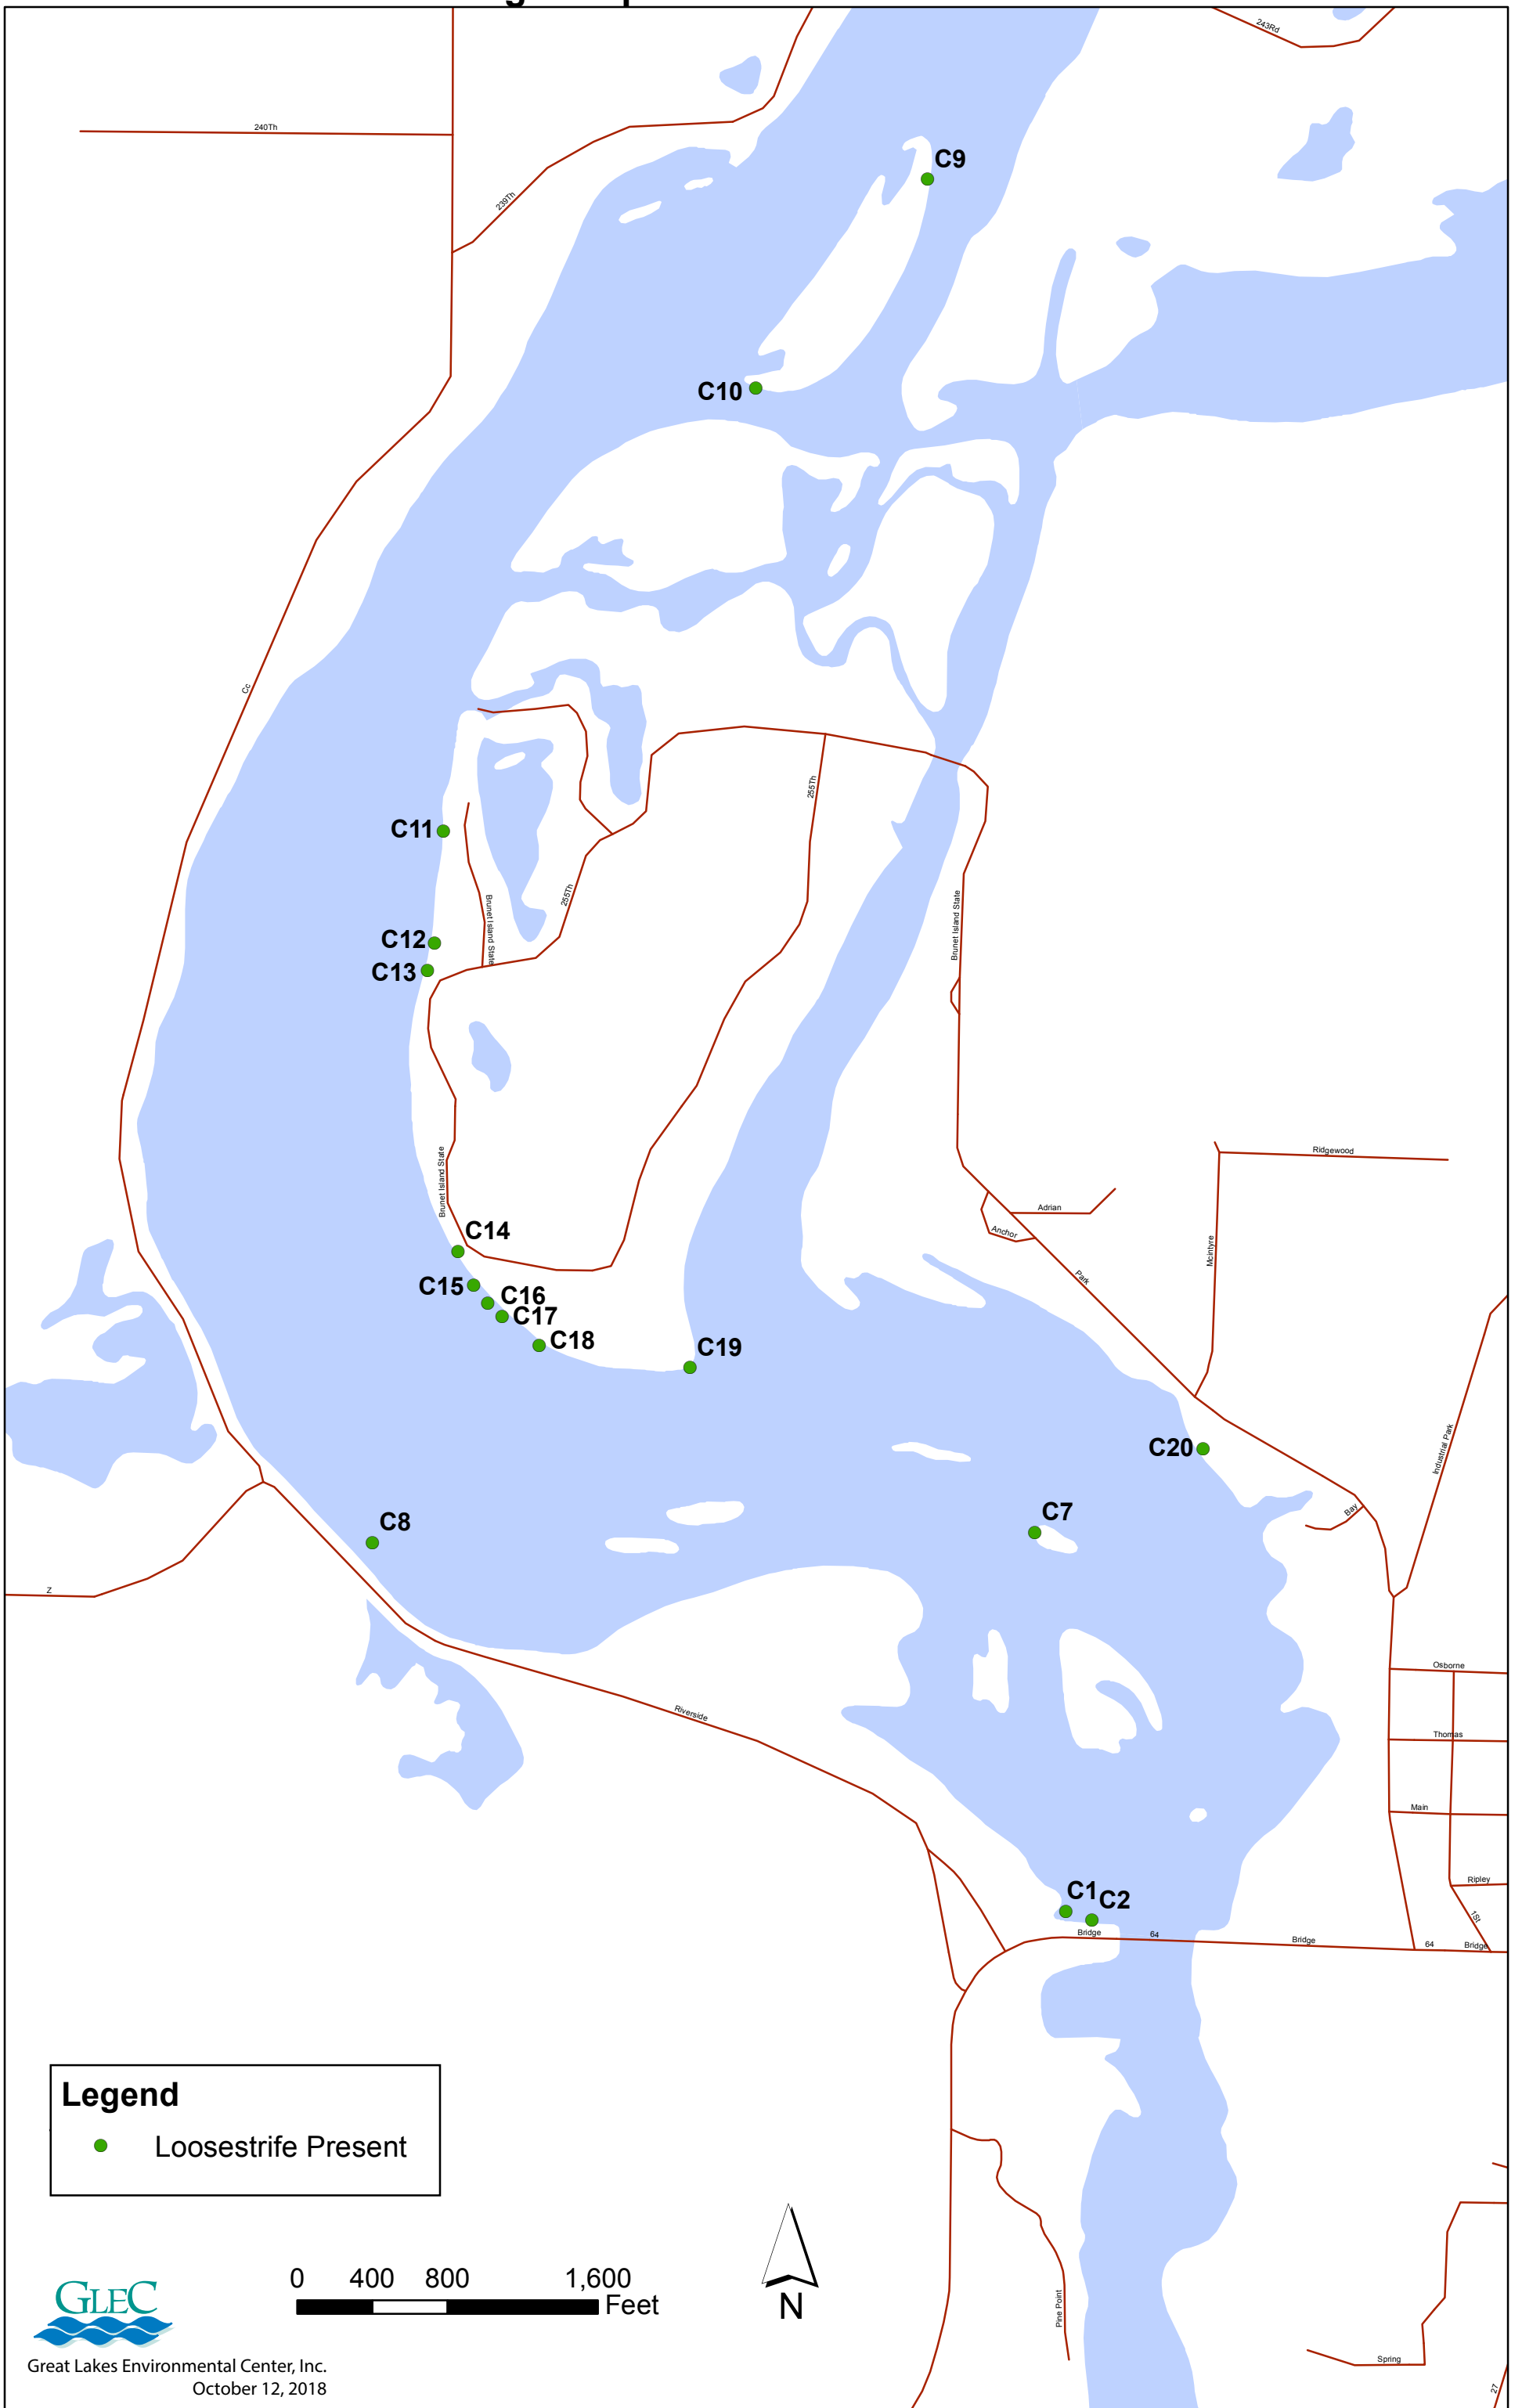 243Rd
240Th
C9
239Th
C10
Cc
255Th
C11
255Th
Brunet Island State
Brunet Island State
C12
C13
Ridgewood
Brunet Island State
Adrian
Anchor
Mcintyre
Park
C14
C15
C16
C17
C18
C19
C20
Industrial Park
C7
Bay
C8
Z
Osborne
Riverside
Thomas
Main
Ripley
C1
C2
1St
Bridge
64
Bridge
64
Bridge
Legend
Loosestrife Present
0 400 800 1,600
Feet
N
GLEC
Pine Point
Spring
27
Great Lakes Environmental Center, Inc.
October 12, 2018